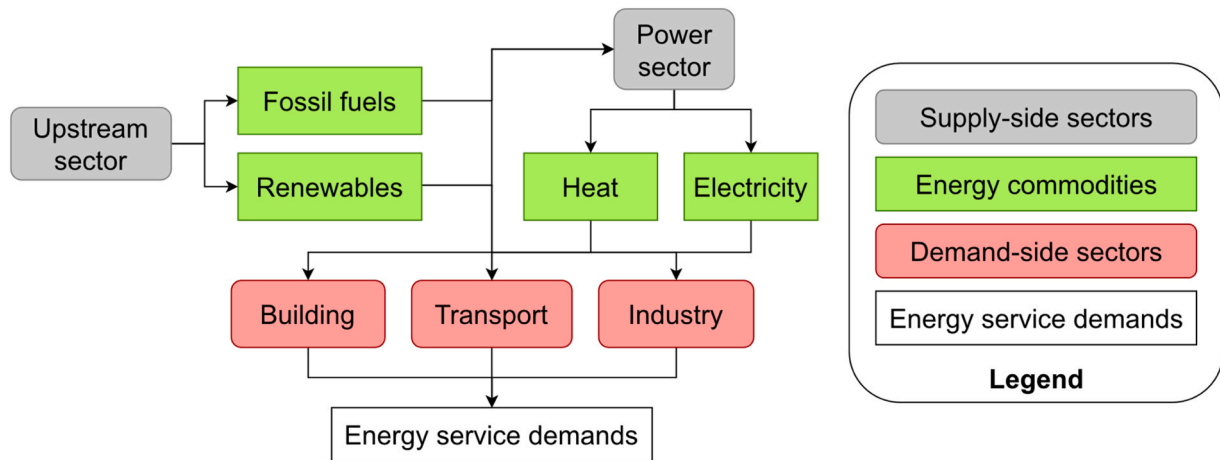 Power
sector
Fossil fuels
Upstream
sector
Renewables
Heat
Electricity
Building
Transport
Industry
Energy service demands
Supply-side sectors
Energy commodities
Demand-side sectors
Energy service demands
Legend